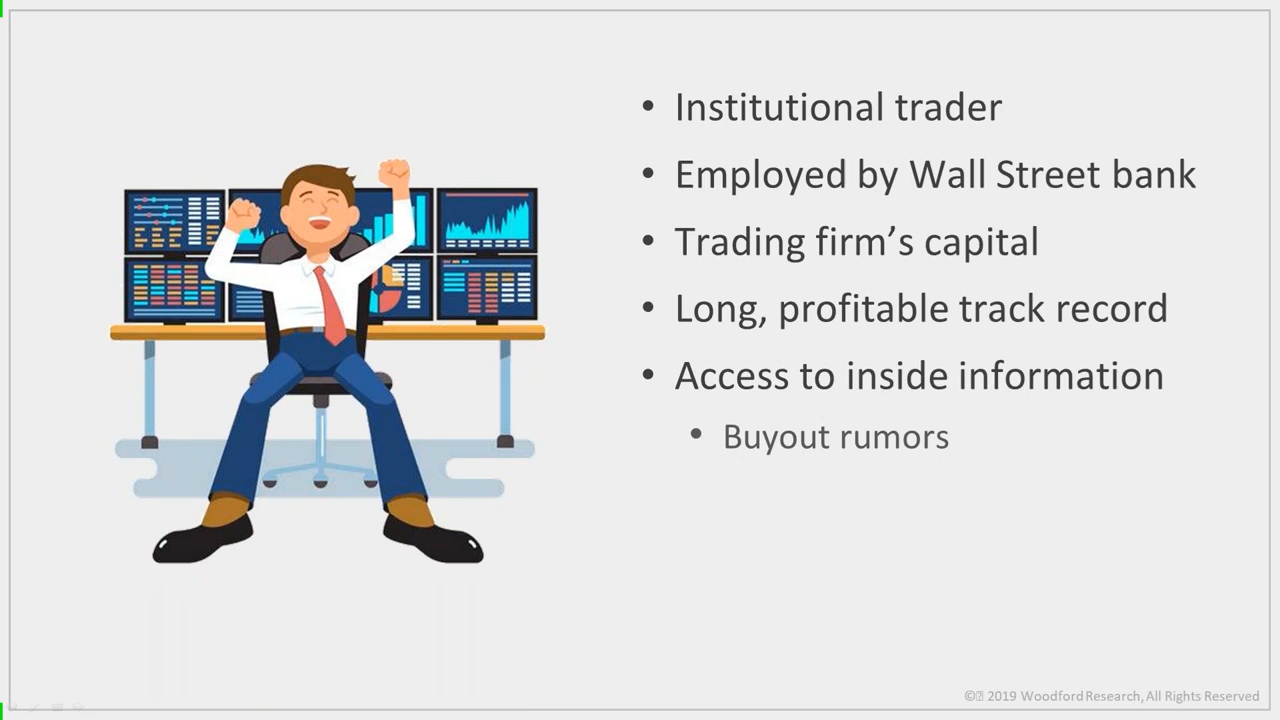 • Institutional trader
• Employed by Wall Street bank
• Trading firm’s capital
• Long, profitable track record
• Access to inside information
• Buyout rumors
© 2019 Woodford Research, All Rights Reserved